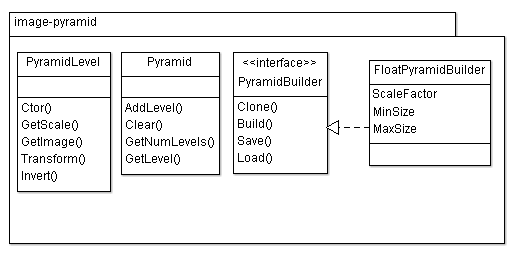 image-pyramid
PyramidLevel
Ctor()
GetScale()
GetImage()
Transform()
Invert()
Pyramid
AddLevel()
Clear()
GetNumLevels()
GetLevel()
<<interface>>
PyramidBuilder
Clone()
Build()
Save()
Load()
FloatPyramidBuilder
ScaleFactor
MinSize
MaxSize